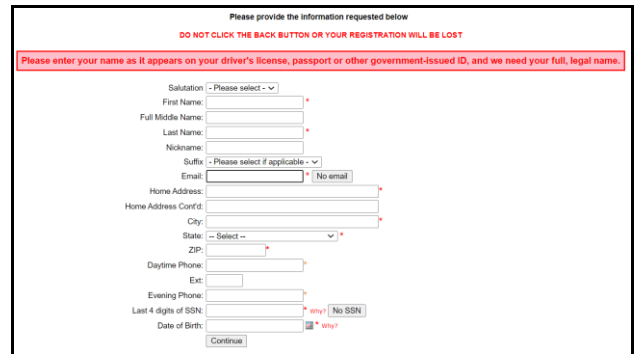 Please provide the information requested below
DO NOT CLICK THE BACK BUTTON OR YOUR REGISTRATION WILL BE LOST
Please enter your name as it appears on your driver's license, passport or other government-issued ID, and we need your full, legal name.
Salutation - Please select -
First Name: *
Full Middle Name:
Last Name: *
Nickname:
Suffix - Please select if applicable -
Email: * No email
Home Address: *
Home Address Cont'd:
City: *
State: -- Select -- *
ZIP: *
Daytime Phone: *
Ext:
Evening Phone: *
Last 4 digits of SSN: * Why? No SSN
Date of Birth: * Why?
Continue